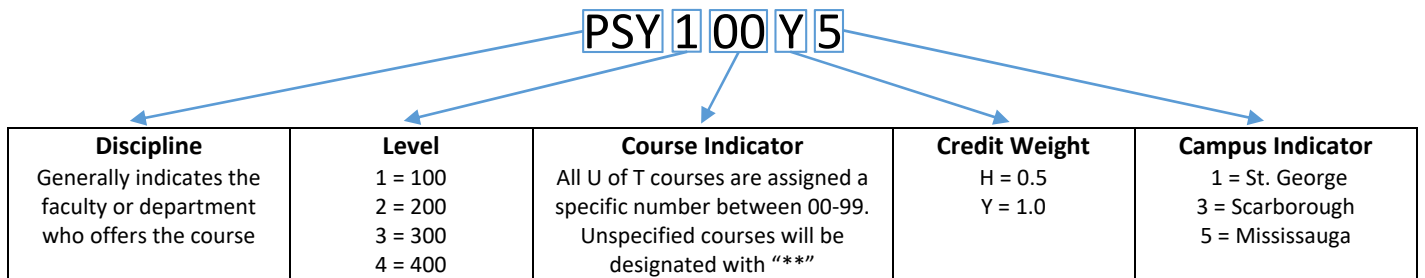 PSY 1 00 Y 5
Discipline
Generally indicates the
faculty or department
who offers the course
Level
1 = 100
2 = 200
3 = 300
4 = 400
Course Indicator
All U of T courses are assigned a
specific number between 00-99.
Unspecified courses will be
designated with “**”
Credit Weight
H = 0.5
Y = 1.0
Campus Indicator
1 = St. George
3 = Scarborough
5 = Mississauga